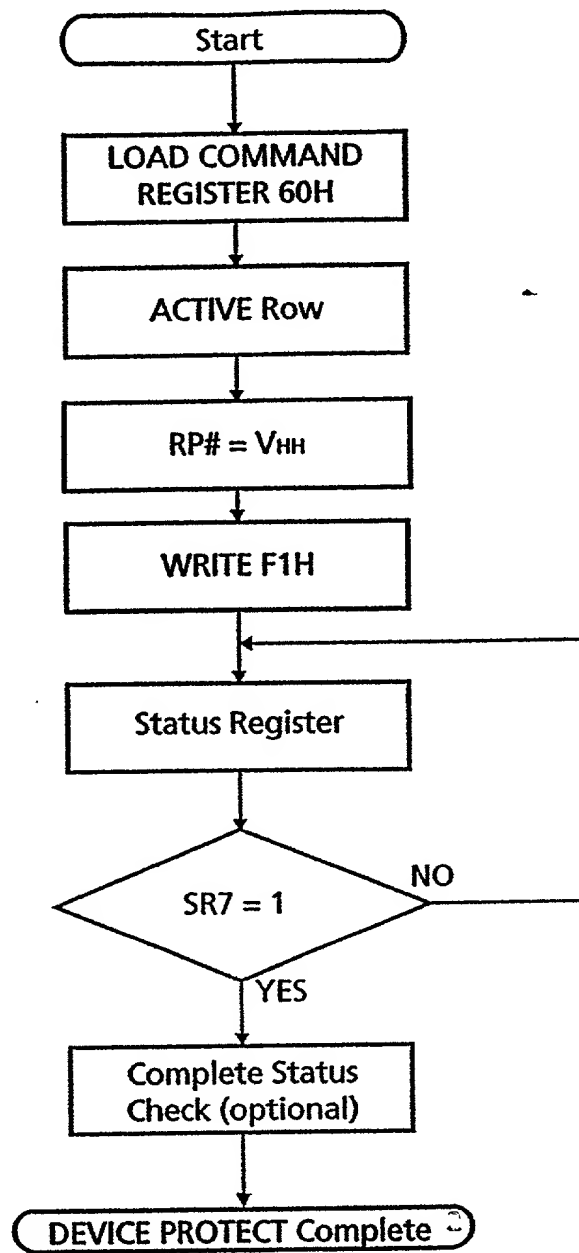 Start
LOAD COMMAND
REGISTER 60H
ACTIVE Row
RP# = VHH
WRITE F1H
Status Register
SR7 = 1
NO
YES
Complete Status
Check (optional)
DEVICE PROTECT Complete